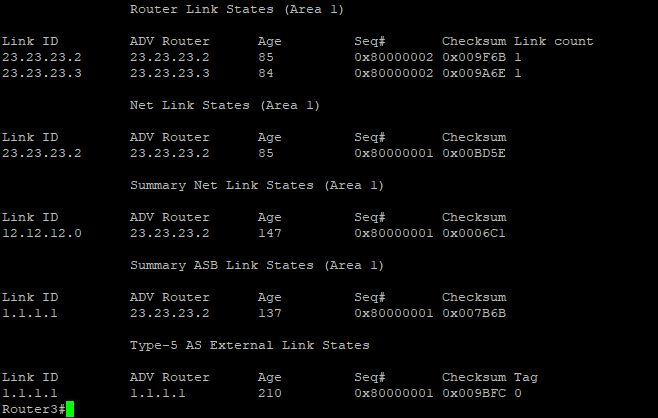 Router Link States (Area 1)
Link ID ADV Router Age Seq# Checksum Link count
23.23.23.2 23.23.23.2 85 0x80000002 0x009F6B 1
23.23.23.3 23.23.23.3 84 0x80000002 0x009A6E 1
Net Link States (Area 1)
Link ID ADV Router Age Seq# Checksum
23.23.23.2 23.23.23.2 85 0x80000001 0x00BD5E
Summary Net Link States (Area 1)
Link ID ADV Router Age Seq# Checksum
12.12.12.0 23.23.23.2 147 0x80000001 0x0006C1
Summary ASB Link States (Area 1)
Link ID ADV Router Age Seq# Checksum
1.1.1.1 23.23.23.2 137 0x80000001 0x007B6B
Type-5 AS External Link States
Link ID ADV Router Age Seq# Checksum Tag
1.1.1.1 1.1.1.1 210 0x80000001 0x009BFC 0
Router3#